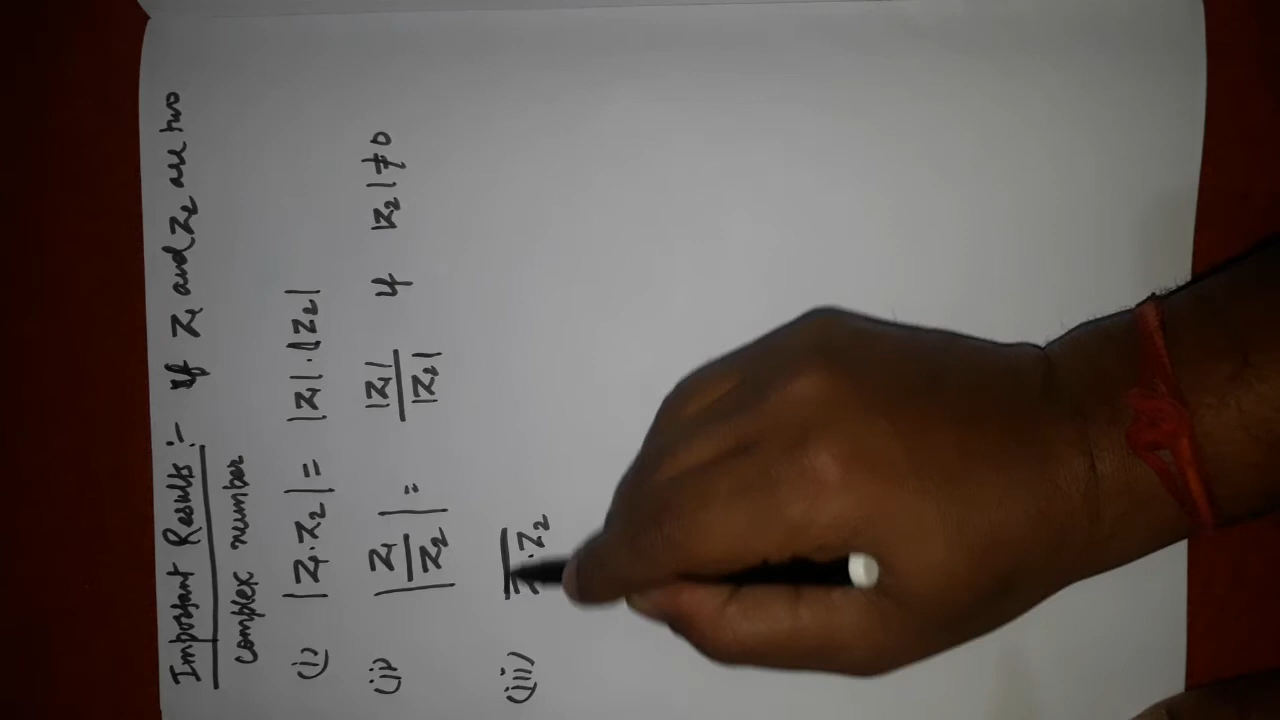 Important Results :- if Z₁ and Z₂ are two
complex number
(i) |Z₁.Z₂| = |Z₁|.|Z₂|
(ii) |Z₁/Z₂| = |Z₁|/|Z₂| if |Z₂| ≠ 0
(iii) .Z₂